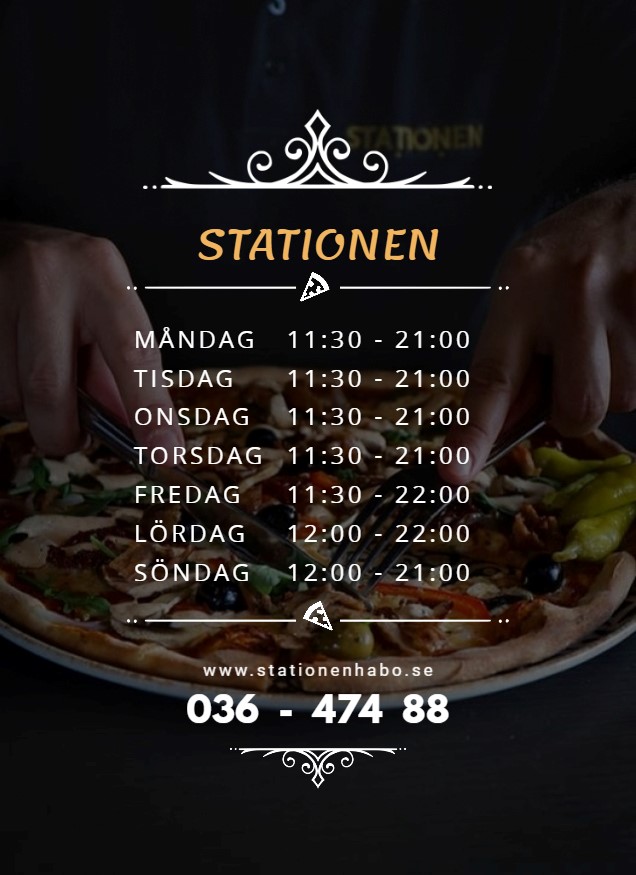 STATIONEN
STATIONEN
MÅNDAG 11:30 - 21:00
TISDAG 11:30 - 21:00
ONSDAG 11:30 - 21:00
TORSDAG 11:30 - 21:00
FREDAG 11:30 - 22:00
LÖRDAG 12:00 - 22:00
SÖNDAG 12:00 - 21:00
www.stationenhabo.se
036 - 474 88